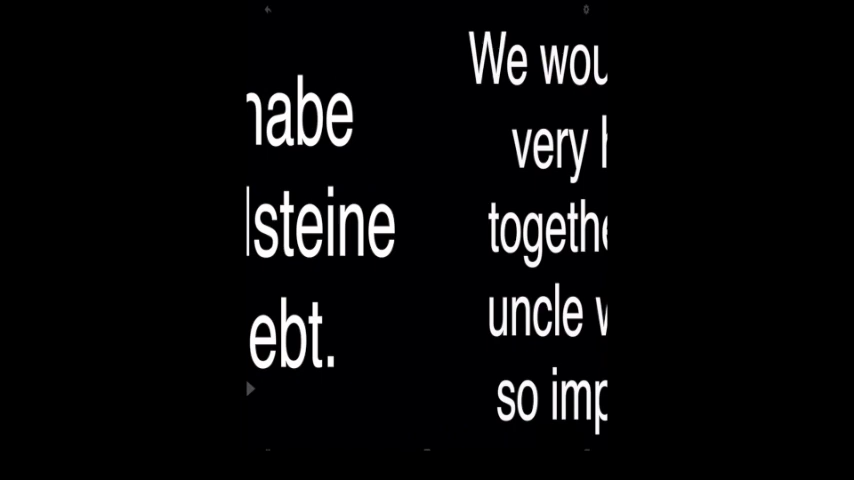 habe
lsteine
ebt.
We wou
very
togethe
uncle
so imp